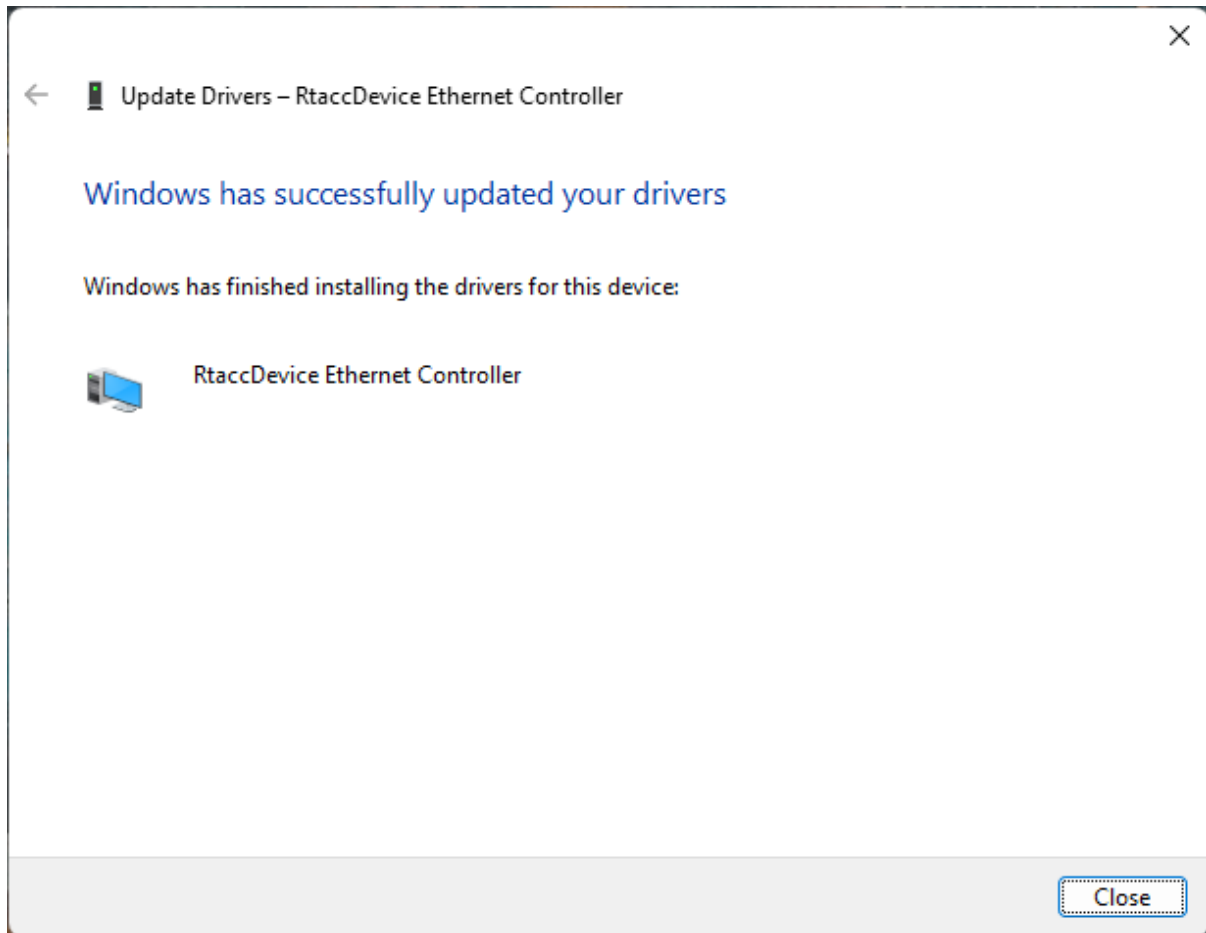 Update Drivers – RtaccDevice Ethernet Controller
Windows has successfully updated your drivers
Windows has finished installing the drivers for this device:
RtaccDevice Ethernet Controller
Close